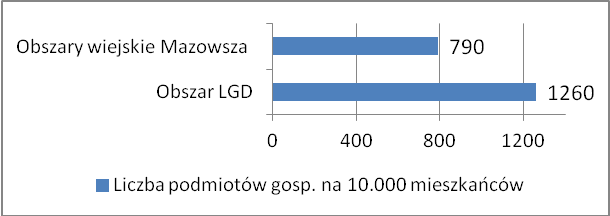 Obszary wiejskie Mazowsza 790
Obszar LGD 1260
0 400 800 1200
Liczba podmiotów gosp. na 10.000 mieszkańców